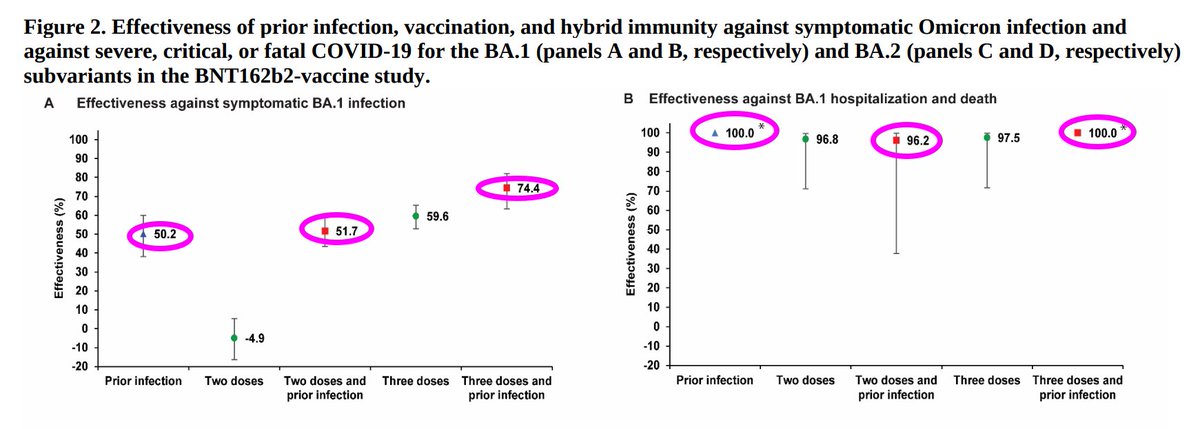 Figure 2. Effectiveness of prior infection, vaccination, and hybrid immunity against symptomatic Omicron infection and
against severe, critical, or fatal COVID-19 for the BA.1 (panels A and B, respectively) and BA.2 (panels C and D, respectively)
subvariants in the BNT162b2-vaccine study.
A Effectiveness against symptomatic BA.1 infection
Effectiveness (%)
100
90
80
70
60
50
40
30
20
10
0
-10
-20
50.2
-4.9
51.7
59.6
74.4
Prior infection
Two doses
Two doses and
prior infection
Three doses
Three doses and
prior infection
B Effectiveness against BA.1 hospitalization and death
Effectiveness (%)
100
90
80
70
60
50
40
30
20
10
0
-10
-20
100.0 *
96.8
96.2
97.5
100.0 *
Prior infection
Two doses
Two doses and
prior infection
Three doses
Three doses and
prior infection